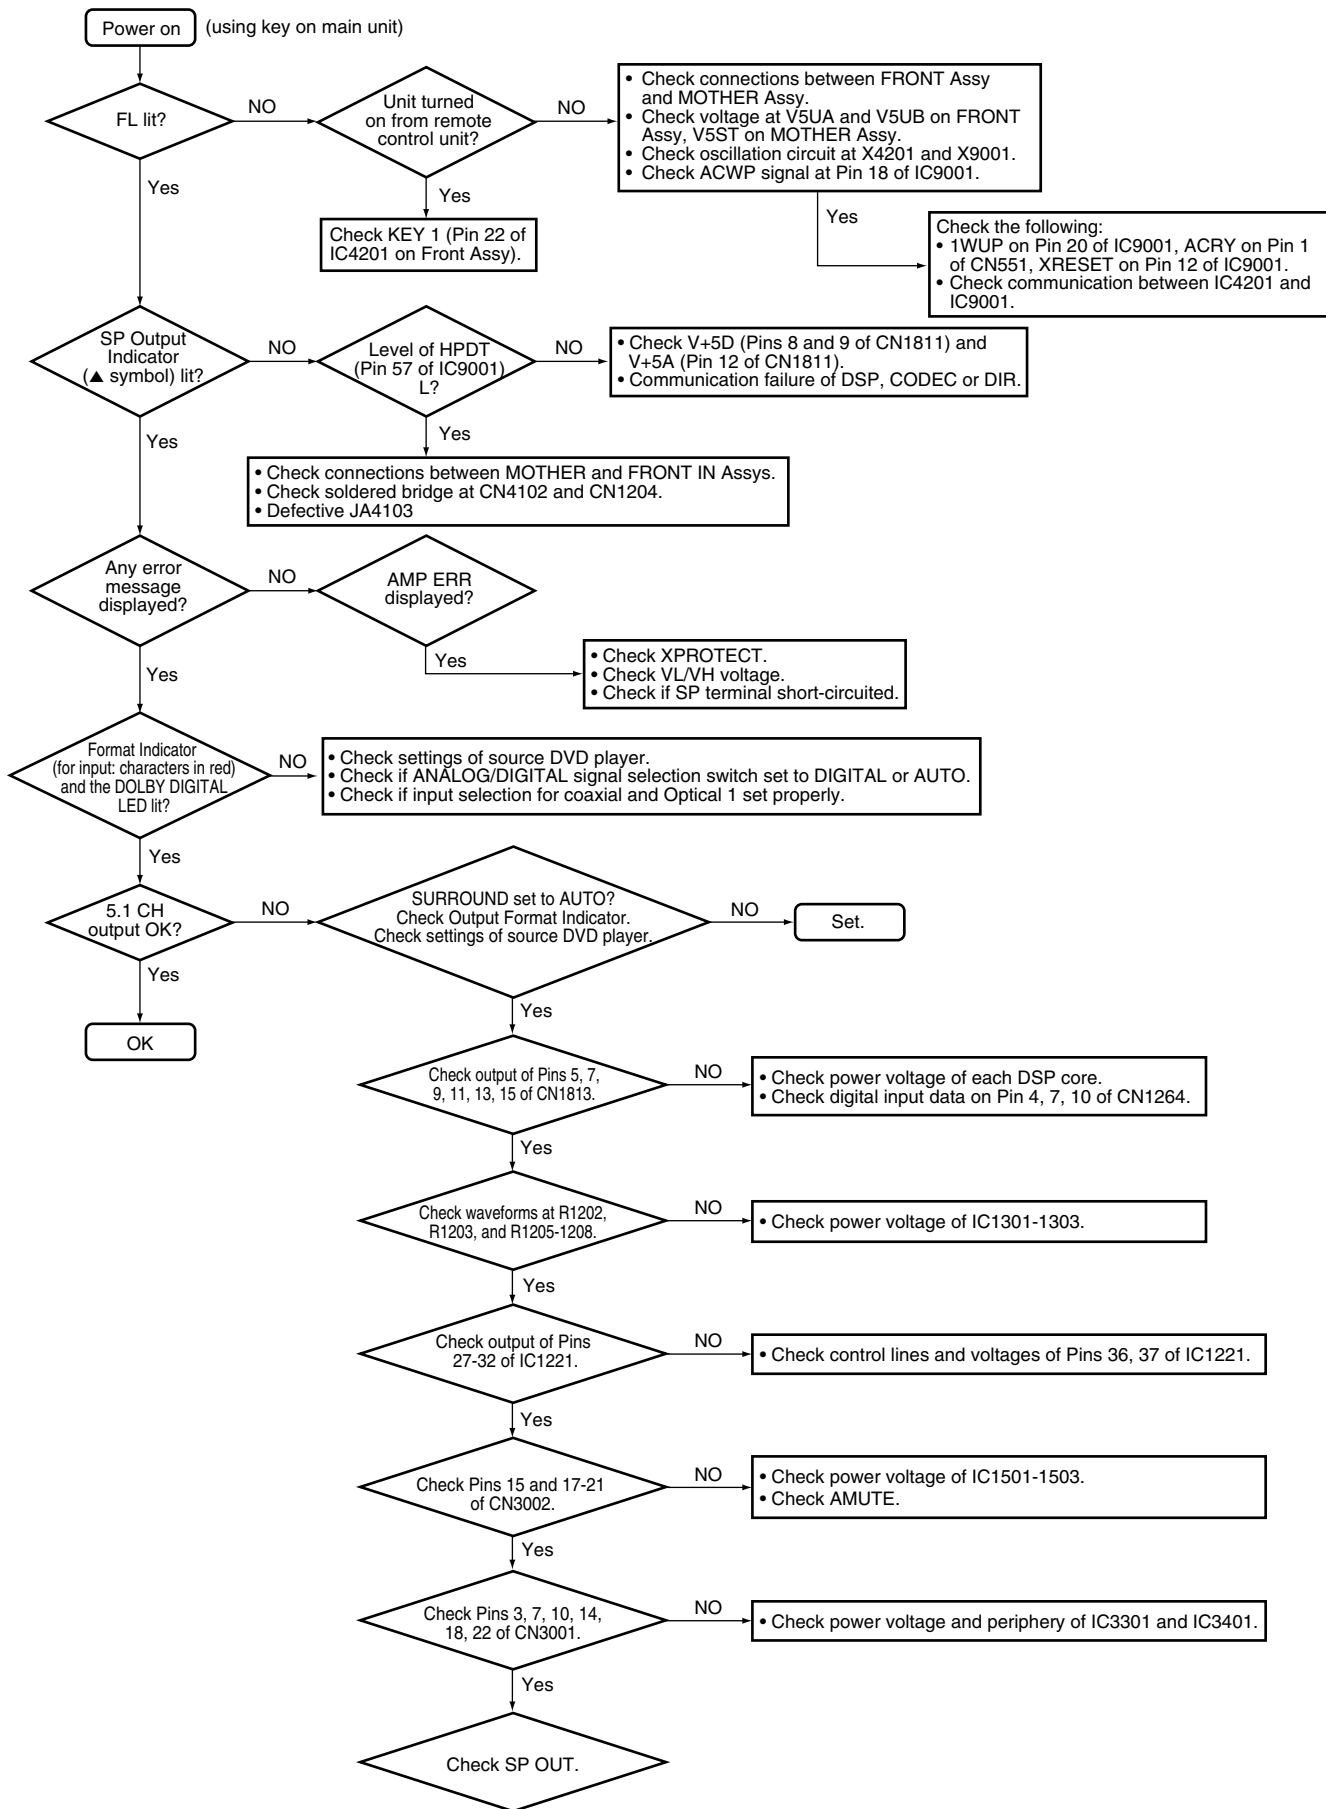 Power on
(using key on main unit)
FL lit?
NO
Unit turned
on from remote
control unit?
NO
• Check connections between FRONT Assy
and MOTHER Assy.
• Check voltage at V5UA and V5UB on FRONT
Assy, V5ST on MOTHER Assy.
• Check oscillation circuit at X4201 and X9001.
• Check ACWP signal at Pin 18 of IC9001.
Yes
Yes
Check KEY 1 (Pin 22 of
IC4201 on Front Assy).
Yes
Check the following:
• 1WUP on Pin 20 of IC9001, ACRY on Pin 1
of CN551, XRESET on Pin 12 of IC9001.
• Check communication between IC4201 and
IC9001.
SP Output
Indicator
(▲ symbol) lit?
NO
Level of HPDT
(Pin 57 of IC9001)
L?
NO
• Check V+5D (Pins 8 and 9 of CN1811) and
V+5A (Pin 12 of CN1811).
• Communication failure of DSP, CODEC or DIR.
Yes
Yes
• Check connections between MOTHER and FRONT IN Assys.
• Check soldered bridge at CN4102 and CN1204.
• Defective JA4103
Any error
message
displayed?
NO
AMP ERR
displayed?
Yes
Yes
• Check XPROTECT.
• Check VL/VH voltage.
• Check if SP terminal short-circuited.
Format Indicator
(for input: characters in red)
and the DOLBY DIGITAL
LED lit?
NO
• Check settings of source DVD player.
• Check if ANALOG/DIGITAL signal selection switch set to DIGITAL or AUTO.
• Check if input selection for coaxial and Optical 1 set properly.
Yes
5.1 CH
output OK?
NO
SURROUND set to AUTO?
Check Output Format Indicator.
Check settings of source DVD player.
NO
Set.
Yes
OK
Yes
Check output of Pins 5, 7,
9, 11, 13, 15 of CN1813.
NO
• Check power voltage of each DSP core.
• Check digital input data on Pin 4, 7, 10 of CN1264.
Yes
Check waveforms at R1202,
R1203, and R1205-1208.
NO
• Check power voltage of IC1301-1303.
Yes
Check output of Pins
27-32 of IC1221.
NO
• Check control lines and voltages of Pins 36, 37 of IC1221.
Yes
Check Pins 15 and 17-21
of CN3002.
NO
• Check power voltage of IC1501-1503.
• Check AMUTE.
Yes
Check Pins 3, 7, 10, 14,
18, 22 of CN3001.
NO
• Check power voltage and periphery of IC3301 and IC3401.
Yes
Check SP OUT.